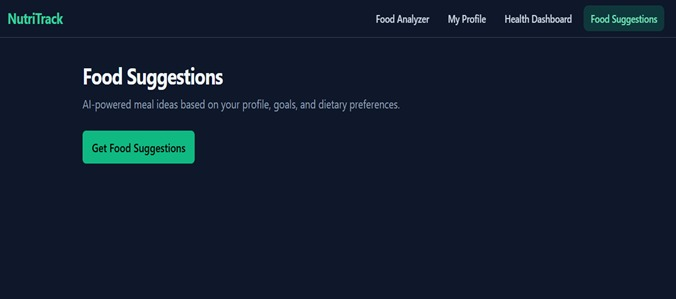 NutriTrack
Food Analyzer My Profile Health Dashboard Food Suggestions
Food Suggestions
AI-powered meal ideas based on your profile, goals, and dietary preferences.
Get Food Suggestions